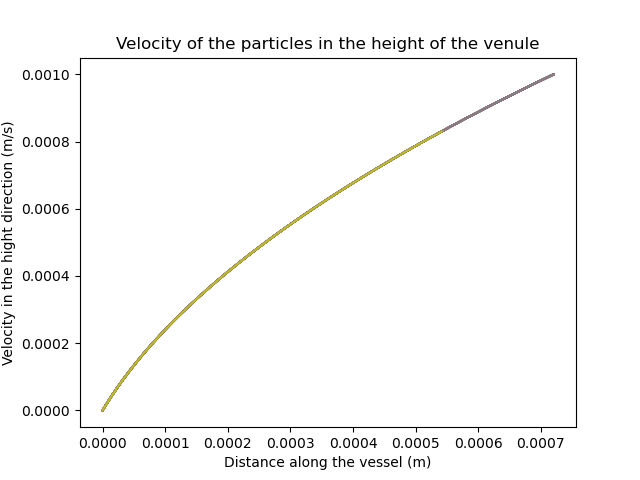 Velocity of the particles in the height of the venule
Velocity in the hight direction (m/s)
0.0010
0.0008
0.0006
0.0004
0.0002
0.0000
0.0000 0.0001 0.0002 0.0003 0.0004 0.0005 0.0006 0.0007
Distance along the vessel (m)